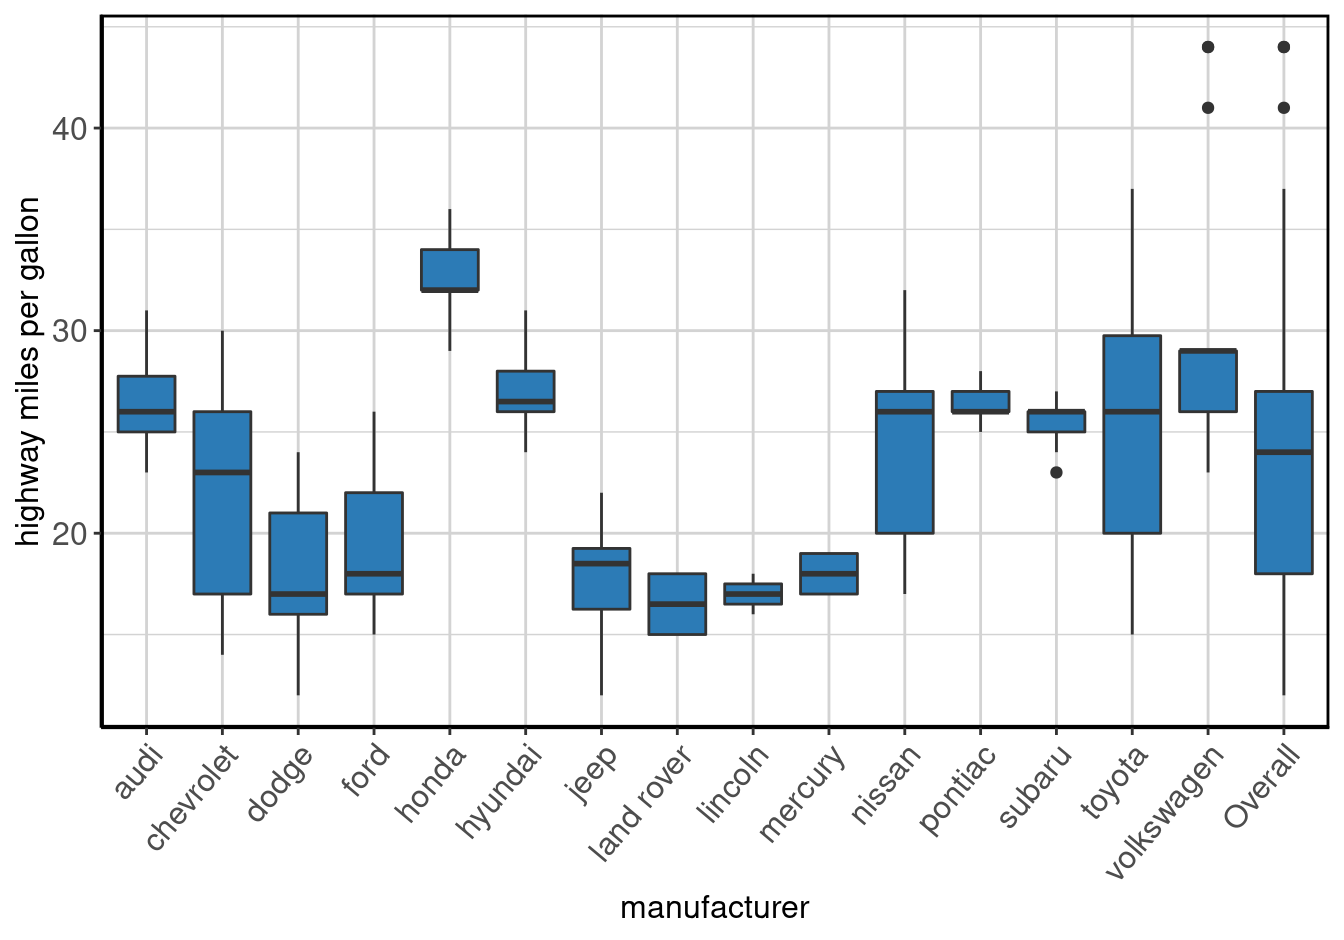 highway miles per gallon
40
30
20
audi
chevrolet
dodge
ford
honda
hyundai
jeep
land rover
lincoln
mercury
nissan
pontiac
subaru
toyota
volkswagen
Overall
manufacturer